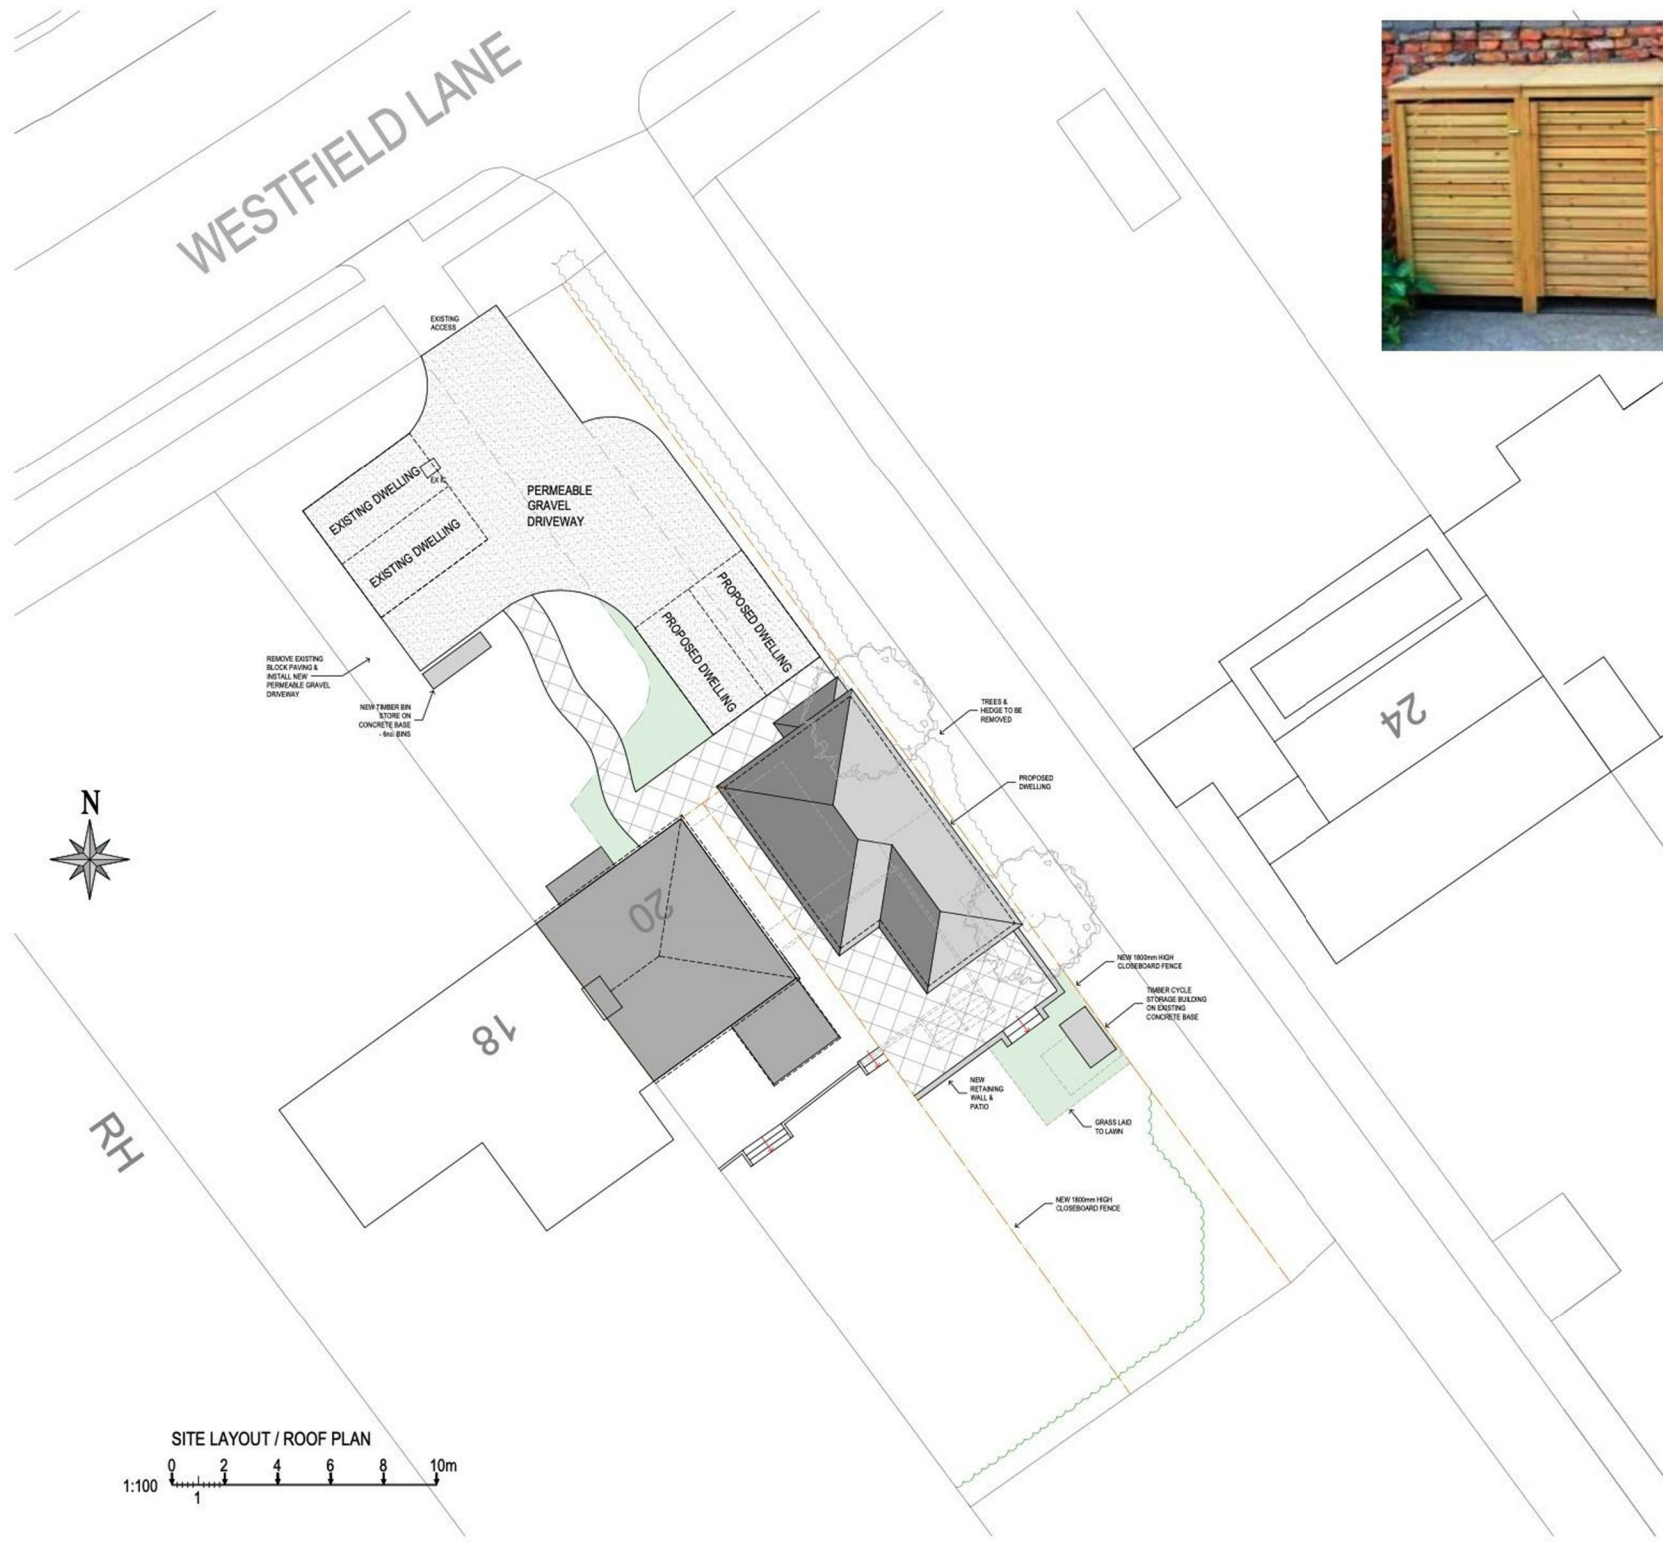 WESTFIELD LANE
EXISTING
ACCESS
EXISTING DWELLING
EX IC
EXISTING DWELLING
PERMEABLE
GRAVEL
DRIVEWAY
PROPOSED DWELLING
PROPOSED DWELLING
REMOVE EXISTING
BLOCK PAVING &
INSTALL NEW
PERMEABLE GRAVEL
DRIVEWAY
NEW TIMBER BIN
STORE ON
CONCRETE BASE
- 6no. BINS
TREES &
HEDGE TO BE
REMOVED
24
PROPOSED
DWELLING
N
20
NEW 1800mm HIGH
CLOSEBOARD FENCE
TIMBER CYCLE
STORAGE BUILDING
ON EXISTING
CONCRETE BASE
18
NEW
RETAINING
WALL &
PATIO
GRASS LAID
TO LAWN
RH
NEW 1800mm HIGH
CLOSEBOARD FENCE
SITE LAYOUT / ROOF PLAN
0 2 4 6 8 10m
1:100
1